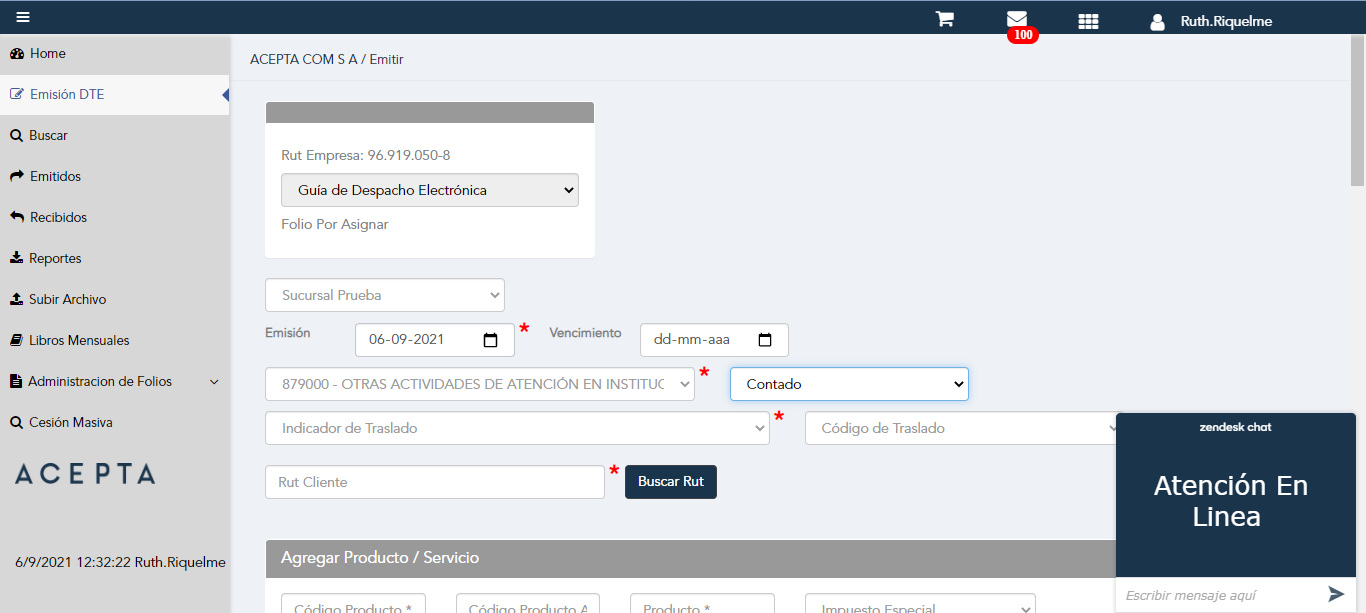 100
Ruth.Riquelme
Home
Emisión DTE
Buscar
Emitidos
Recibidos
Reportes
Subir Archivo
Libros Mensuales
Administracion de Folios
Cesión Masiva
ACEPTA
6/9/2021 12:32:22 Ruth.Riquelme
ACEPTA COM S A / Emitir
Rut Empresa: 96.919.050-8
Guía de Despacho Electrónica
Folio Por Asignar
Sucursal Prueba
Emisión 06-09-2021 * Vencimiento dd-mm-aaa
879000 - OTRAS ACTIVIDADES DE ATENCIÓN EN INSTITUC * Contado
Indicador de Traslado * Código de Traslado
Rut Cliente * Buscar Rut
Agregar Producto / Servicio
Código Producto * Código Producto A Producto * Impuesto Especial
zendesk chat
Atención En
Linea
Escribir mensaje aquí